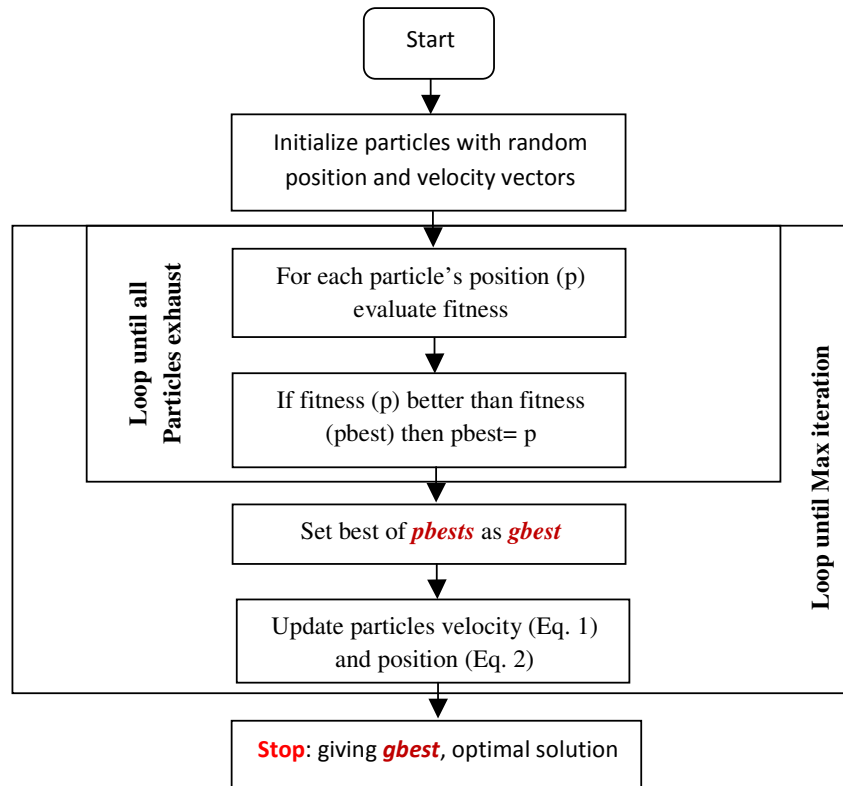 Start
Initialize particles with random
position and velocity vectors
Loop until all
Particles exhaust
For each particle’s position (p)
evaluate fitness
If fitness (p) better than fitness
(pbest) then pbest= p
Loop until Max iteration
Set best of pbests as gbest
Update particles velocity (Eq. 1)
and position (Eq. 2)
Stop: giving gbest, optimal solution